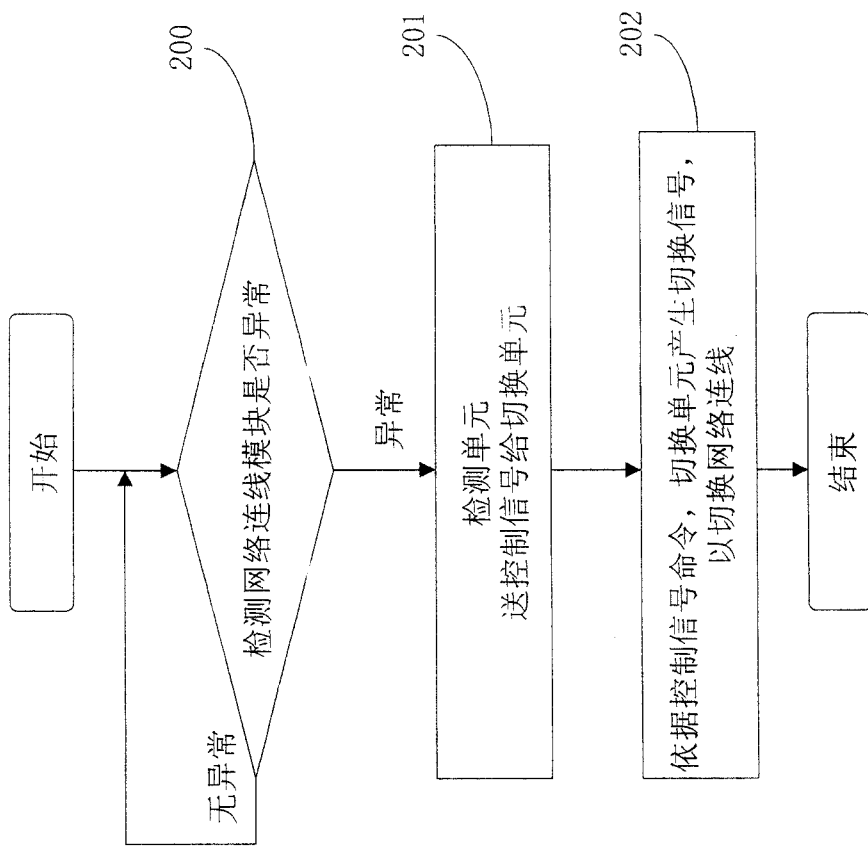 开始
200
检测网络连线模块是否异常
无异常
异常
201
检测单元
送控制信号给切换单元
202
依据控制信号命令，切换单元产生切换信号，
以切换网络连线
结束